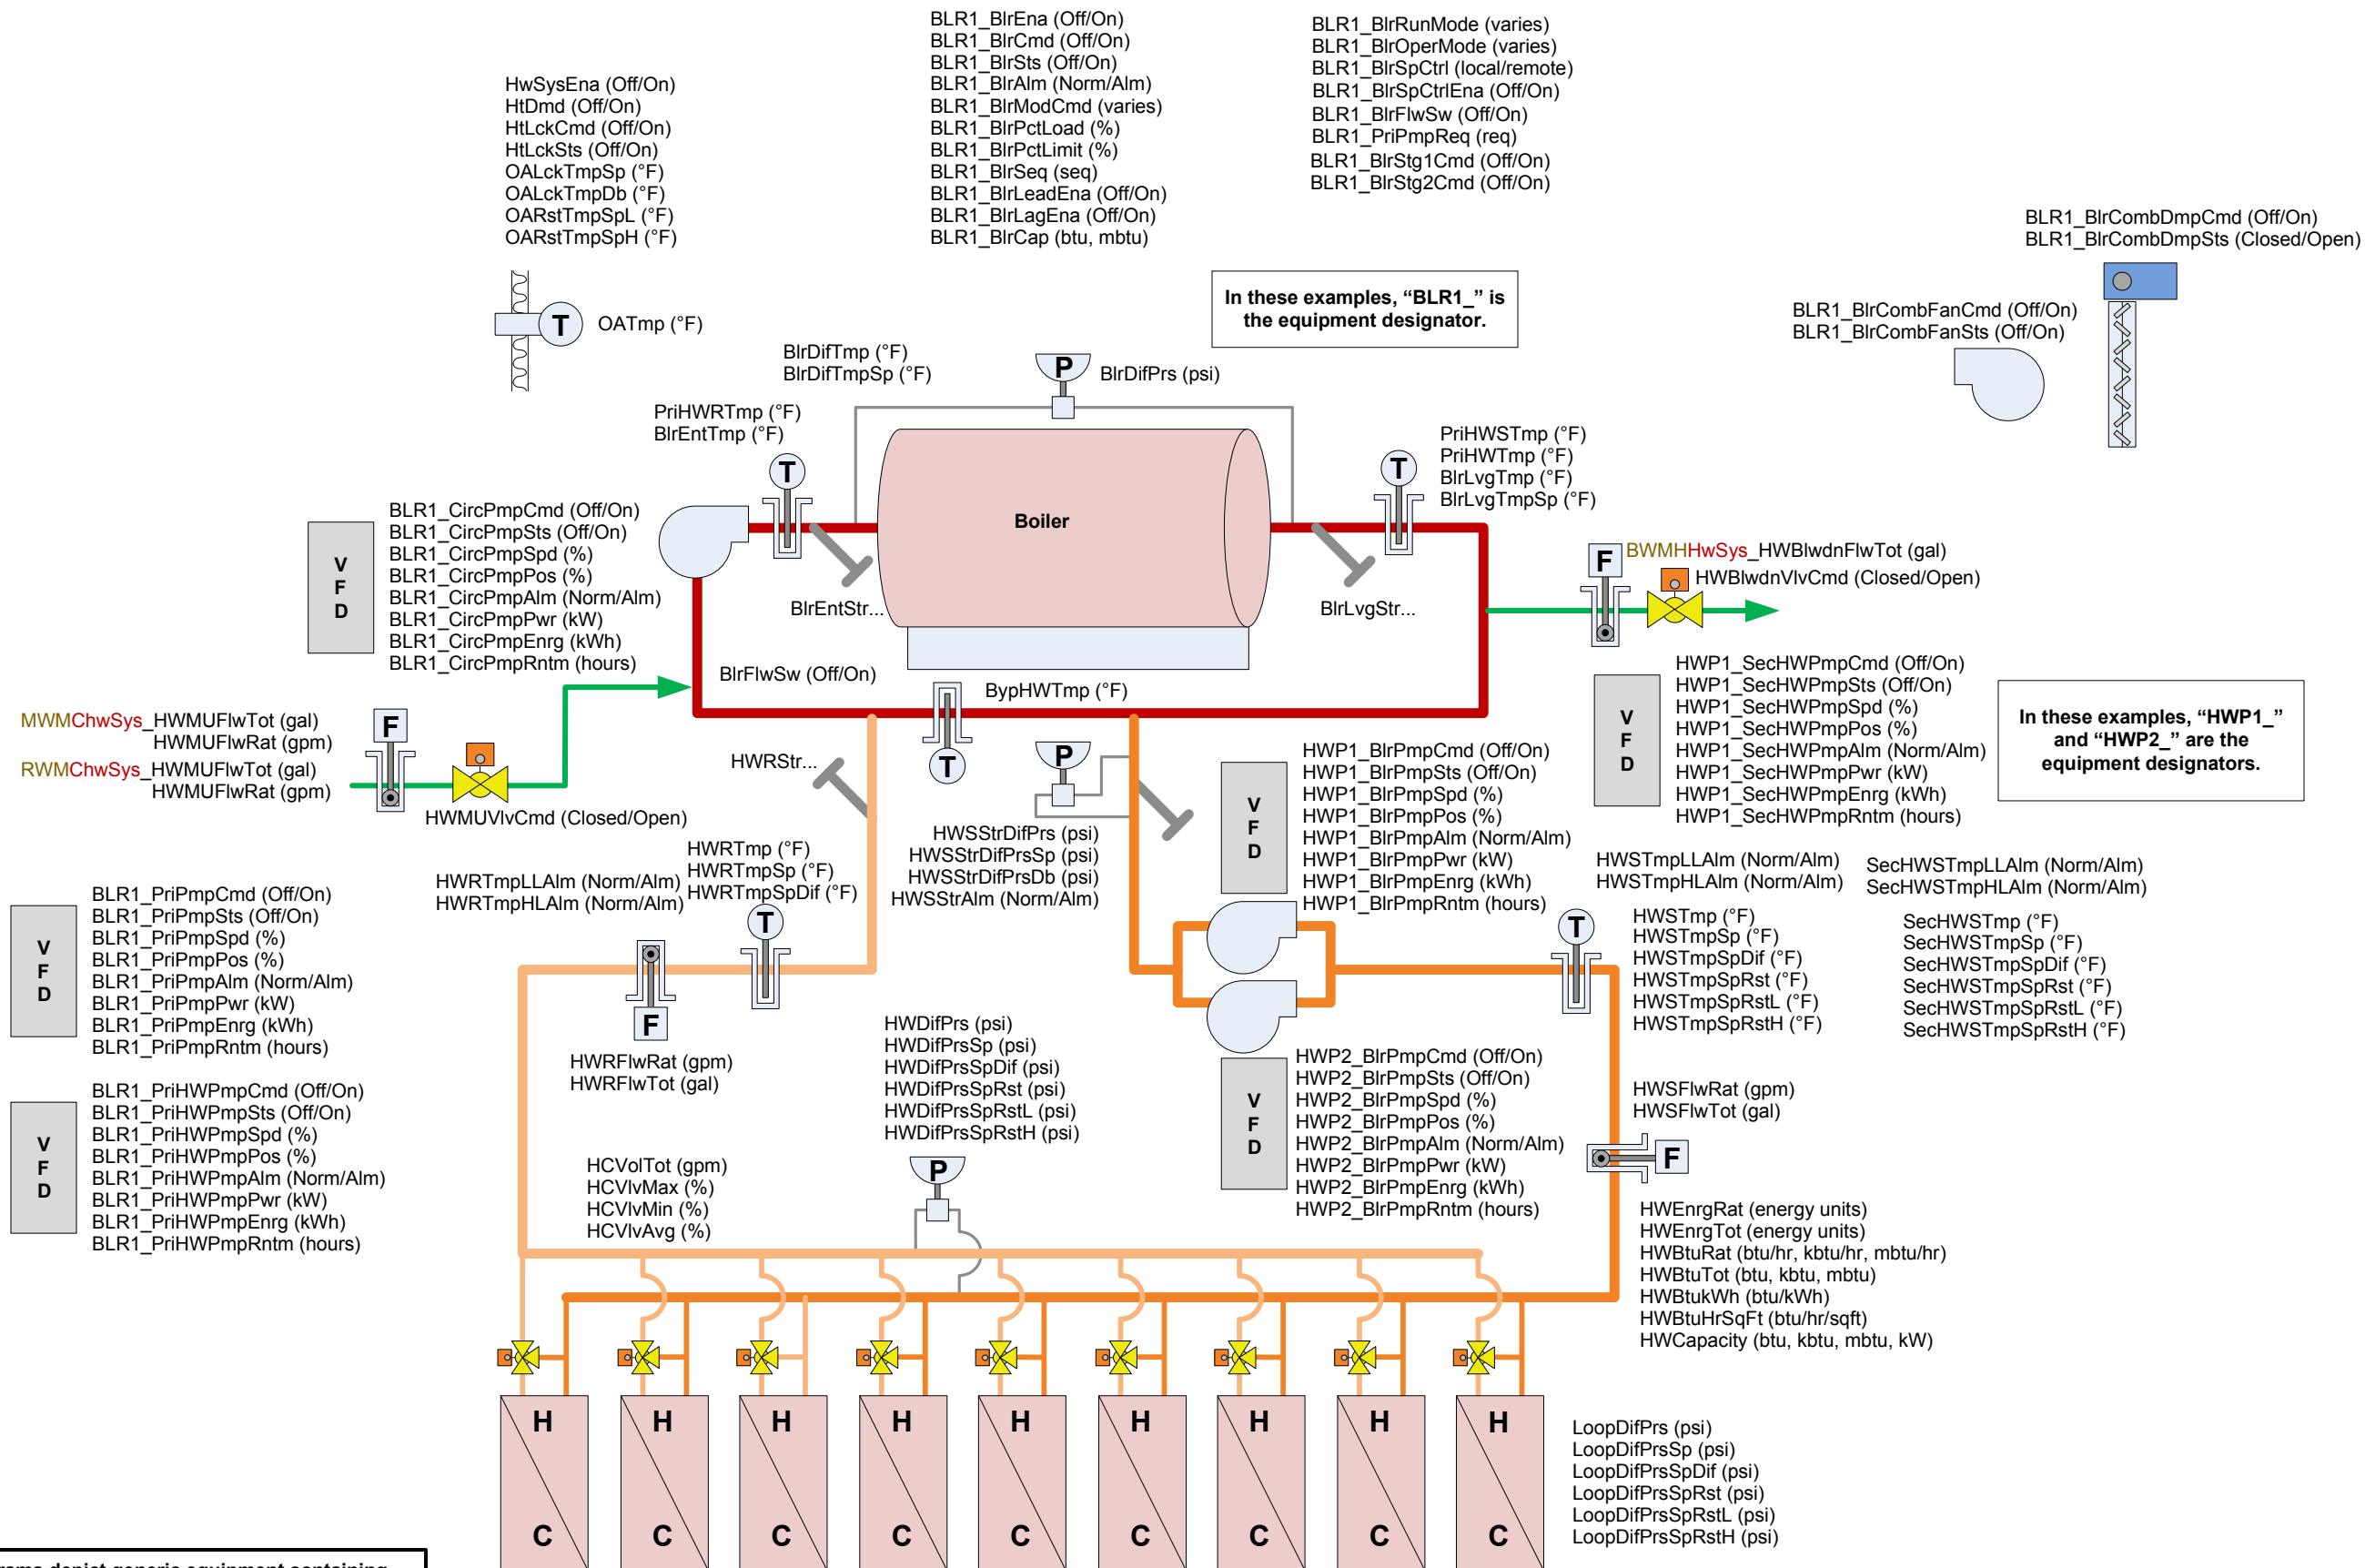 BLR1_BlrEna (Off/On)
BLR1_BlrCmd (Off/On)
BLR1_BlrSts (Off/On)
BLR1_BlrAlm (Norm/Alm)
BLR1_BlrModCmd (varies)
BLR1_BlrPctLoad (%)
BLR1_BlrPctLimit (%)
BLR1_BlrSeq (seq)
BLR1_BlrLeadEna (Off/On)
BLR1_BlrLagEna (Off/On)
BLR1_BlrCap (btu, mbtu)
BLR1_BlrRunMode (varies)
BLR1_BlrOperMode (varies)
BLR1_BlrSpCtrl (local/remote)
BLR1_BlrSpCtrlEna (Off/On)
BLR1_BlrFlwSw (Off/On)
BLR1_PriPmpReq (req)
BLR1_BlrStg1Cmd (Off/On)
BLR1_BlrStg2Cmd (Off/On)
HwSysEna (Off/On)
HtDmd (Off/On)
HtLckCmd (Off/On)
HtLckSts (Off/On)
OALckTmpSp (°F)
OALckTmpDb (°F)
OARstTmpSpL (°F)
OARstTmpSpH (°F)
BLR1_BlrCombDmpCmd (Off/On)
BLR1_BlrCombDmpSts (Closed/Open)
In these examples, “BLR1_” is
the equipment designator.
BLR1_BlrCombFanCmd (Off/On)
BLR1_BlrCombFanSts (Off/On)
T
OATmp (°F)
BlrDifTmp (°F)
BlrDifTmpSp (°F)
P
BlrDifPrs (psi)
PriHWRTmp (°F)
BlrEntTmp (°F)
T
PriHWSTmp (°F)
PriHWTmp (°F)
BlrLvgTmp (°F)
BlrLvgTmpSp (°F)
T
Boiler
V
F
D
BLR1_CircPmpCmd (Off/On)
BLR1_CircPmpSts (Off/On)
BLR1_CircPmpSpd (%)
BLR1_CircPmpPos (%)
BLR1_CircPmpAlm (Norm/Alm)
BLR1_CircPmpPwr (kW)
BLR1_CircPmpEnrg (kWh)
BLR1_CircPmpRntm (hours)
BlrEntStr...
BlrLvgStr...
F
BWMHHwSys_HWBlwdnFlwTot (gal)
HWBlwdnVlvCmd (Closed/Open)
BlrFlwSw (Off/On)
BypHWTmp (°F)
T
V
F
D
HWP1_SecHWPmpCmd (Off/On)
HWP1_SecHWPmpSts (Off/On)
HWP1_SecHWPmpSpd (%)
HWP1_SecHWPmpPos (%)
HWP1_SecHWPmpAlm (Norm/Alm)
HWP1_SecHWPmpPwr (kW)
HWP1_SecHWPmpEnrg (kWh)
HWP1_SecHWPmpRntm (hours)
In these examples, “HWP1_”
and “HWP2_” are the
equipment designators.
MWMChwSys_HWMUFlwTot (gal)
HWMUFlwRat (gpm)
RWMChwSys_HWMUFlwTot (gal)
HWMUFlwRat (gpm)
F
HWMUVlvCmd (Closed/Open)
HWRStr...
P
HWSStrDifPrs (psi)
HWSStrDifPrsSp (psi)
HWSStrDifPrsDb (psi)
HWSStrAlm (Norm/Alm)
V
F
D
HWP1_BlrPmpCmd (Off/On)
HWP1_BlrPmpSts (Off/On)
HWP1_BlrPmpSpd (%)
HWP1_BlrPmpPos (%)
HWP1_BlrPmpAlm (Norm/Alm)
HWP1_BlrPmpPwr (kW)
HWP1_BlrPmpEnrg (kWh)
HWP1_BlrPmpRntm (hours)
HWRTmp (°F)
HWRTmpSp (°F)
HWRTmpSpDif (°F)
HWRTmpLLAlm (Norm/Alm)
HWRTmpHLAlm (Norm/Alm)
T
HWSTmpLLAlm (Norm/Alm)
HWSTmpHLAlm (Norm/Alm)
SecHWSTmpLLAlm (Norm/Alm)
SecHWSTmpHLAlm (Norm/Alm)
V
F
D
BLR1_PriPmpCmd (Off/On)
BLR1_PriPmpSts (Off/On)
BLR1_PriPmpSpd (%)
BLR1_PriPmpPos (%)
BLR1_PriPmpAlm (Norm/Alm)
BLR1_PriPmpPwr (kW)
BLR1_PriPmpEnrg (kWh)
BLR1_PriPmpRntm (hours)
T
HWSTmp (°F)
HWSTmpSp (°F)
HWSTmpSpDif (°F)
HWSTmpSpRst (°F)
HWSTmpSpRstL (°F)
HWSTmpSpRstH (°F)
SecHWSTmp (°F)
SecHWSTmpSp (°F)
SecHWSTmpSpDif (°F)
SecHWSTmpSpRst (°F)
SecHWSTmpSpRstL (°F)
SecHWSTmpSpRstH (°F)
F
HWRFlwRat (gpm)
HWRFlwTot (gal)
HWDifPrs (psi)
HWDifPrsSp (psi)
HWDifPrsSpDif (psi)
HWDifPrsSpRst (psi)
HWDifPrsSpRstL (psi)
HWDifPrsSpRstH (psi)
V
F
D
HWP2_BlrPmpCmd (Off/On)
HWP2_BlrPmpSts (Off/On)
HWP2_BlrPmpSpd (%)
HWP2_BlrPmpPos (%)
HWP2_BlrPmpAlm (Norm/Alm)
HWP2_BlrPmpPwr (kW)
HWP2_BlrPmpEnrg (kWh)
HWP2_BlrPmpRntm (hours)
V
F
D
BLR1_PriHWPmpCmd (Off/On)
BLR1_PriHWPmpSts (Off/On)
BLR1_PriHWPmpSpd (%)
BLR1_PriHWPmpPos (%)
BLR1_PriHWPmpAlm (Norm/Alm)
BLR1_PriHWPmpPwr (kW)
BLR1_PriHWPmpEnrg (kWh)
BLR1_PriHWPmpRntm (hours)
HWSFlwRat (gpm)
HWSFlwTot (gal)
F
HCVolTot (gpm)
HCVlvMax (%)
HCVlvMin (%)
HCVlvAvg (%)
P
HWEnrgRat (energy units)
HWEnrgTot (energy units)
HWBtuRat (btu/hr, kbtu/hr, mbtu/hr)
HWBtuTot (btu, kbtu, mbtu)
HWBtukWh (btu/kWh)
HWBtuHrSqFt (btu/hr/sqft)
HWCapacity (btu, kbtu, mbtu, kW)
H H H H H H H H H
C C C C C C C C C
LoopDifPrs (psi)
LoopDifPrsSp (psi)
LoopDifPrsSpDif (psi)
LoopDifPrsSpRst (psi)
LoopDifPrsSpRstL (psi)
LoopDifPrsSpRstH (psi)
depict generic equipment containing